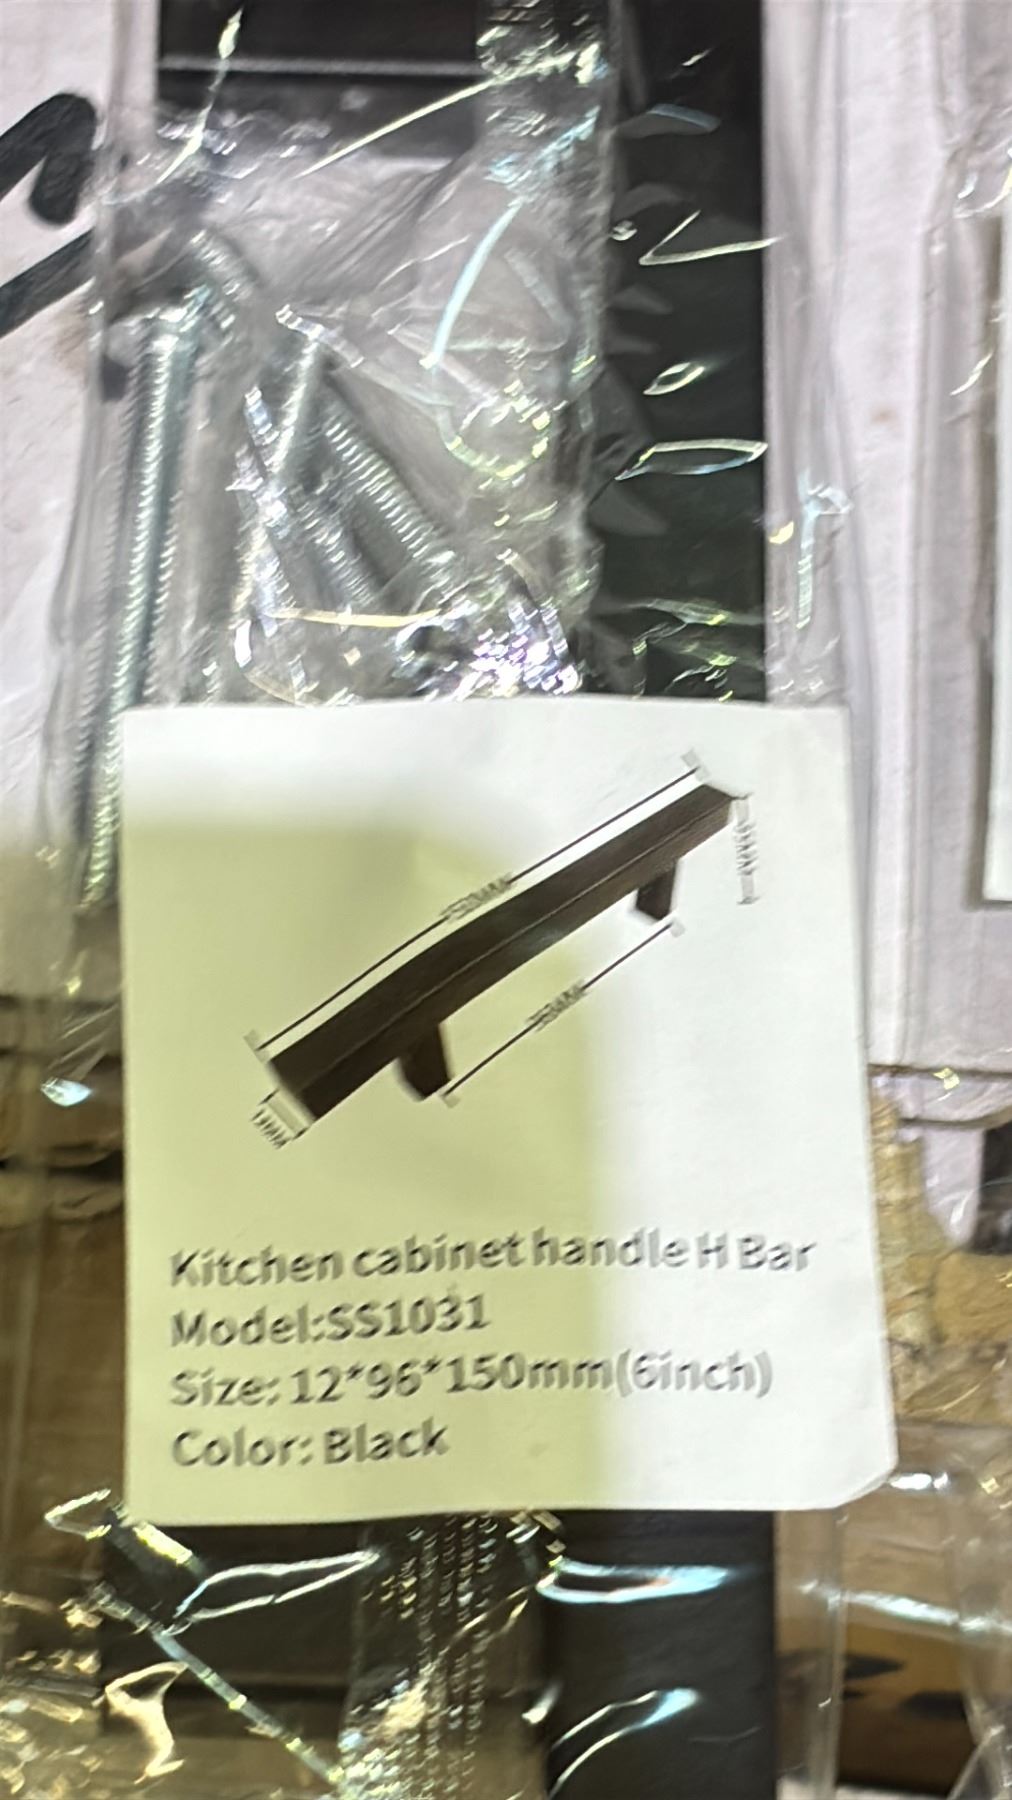 Kitchen cabinet handle H Bar
Model:SS1031
Size: 12*96*150mm(6inch)
Color: Black